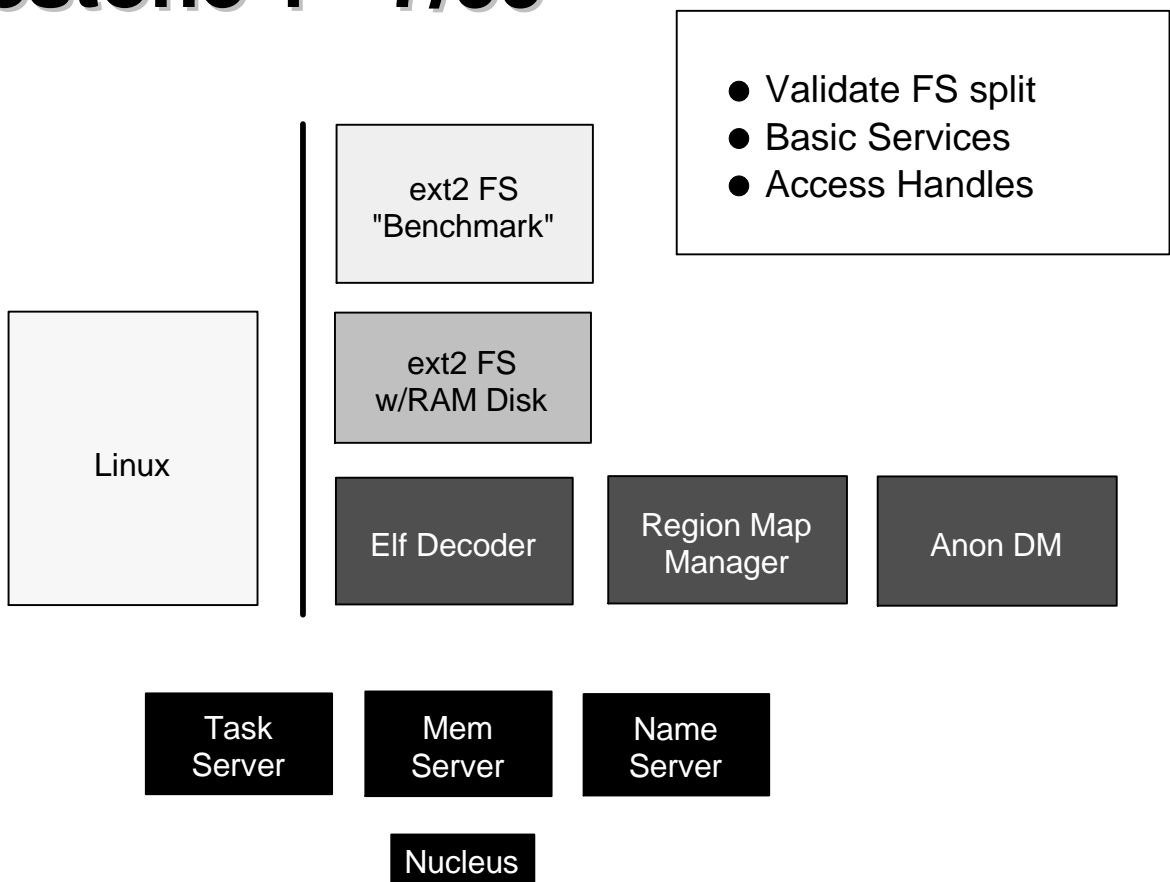 ● Validate FS split
● Basic Services
● Access Handles
ext2 FS
"Benchmark"
ext2 FS
w/RAM Disk
Linux
Elf Decoder
Region Map
Manager
Anon DM
Task
Server
Mem
Server
Name
Server
Nucleus